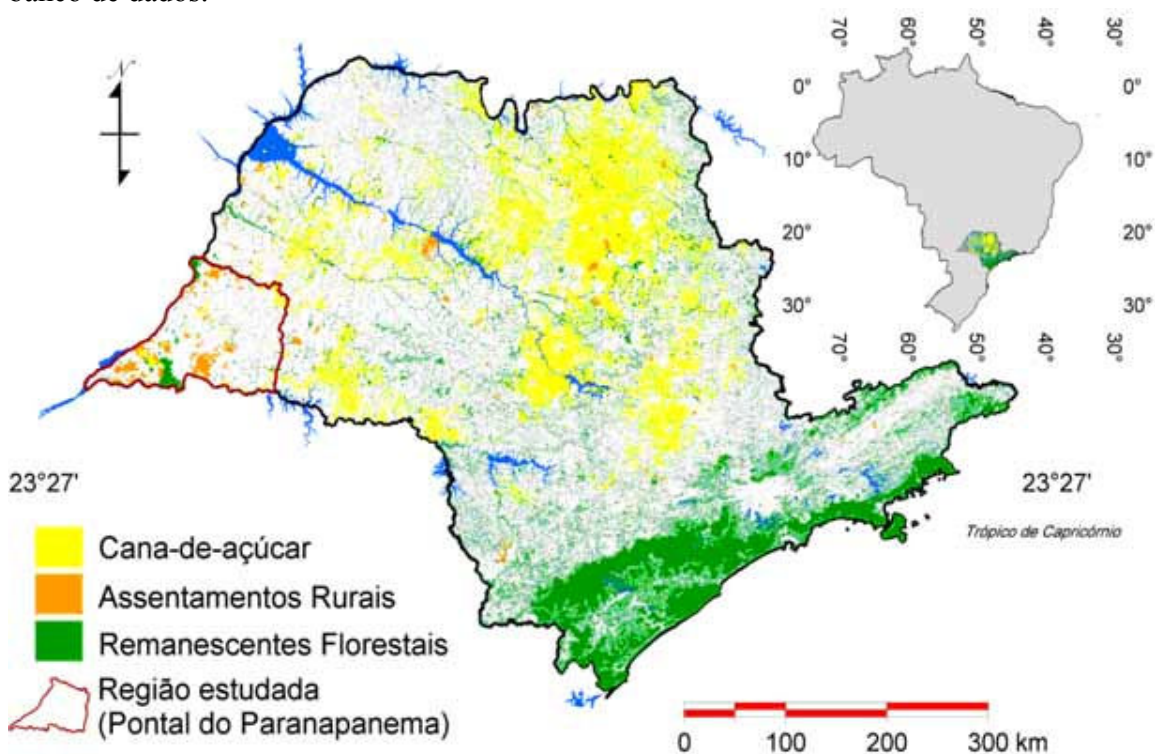 banco de dados.
N
70°
60°
50°
40°
30°
0°
0°
10°
10°
20°
20°
30°
30°
70°
60°
50°
40°
30°
23°27'
23°27'
Trópico de Capricórnio
Cana-de-açúcar
Assentamentos Rurais
Remanescentes Florestais
Região estudada
(Pontal do Paranapanema)
0 100 200 300 km